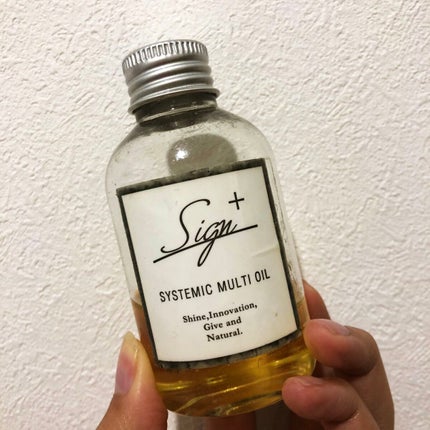 Sign+
SYSTEMIC MULTI OIL
Shine,Innovation,
Give and
Natural.